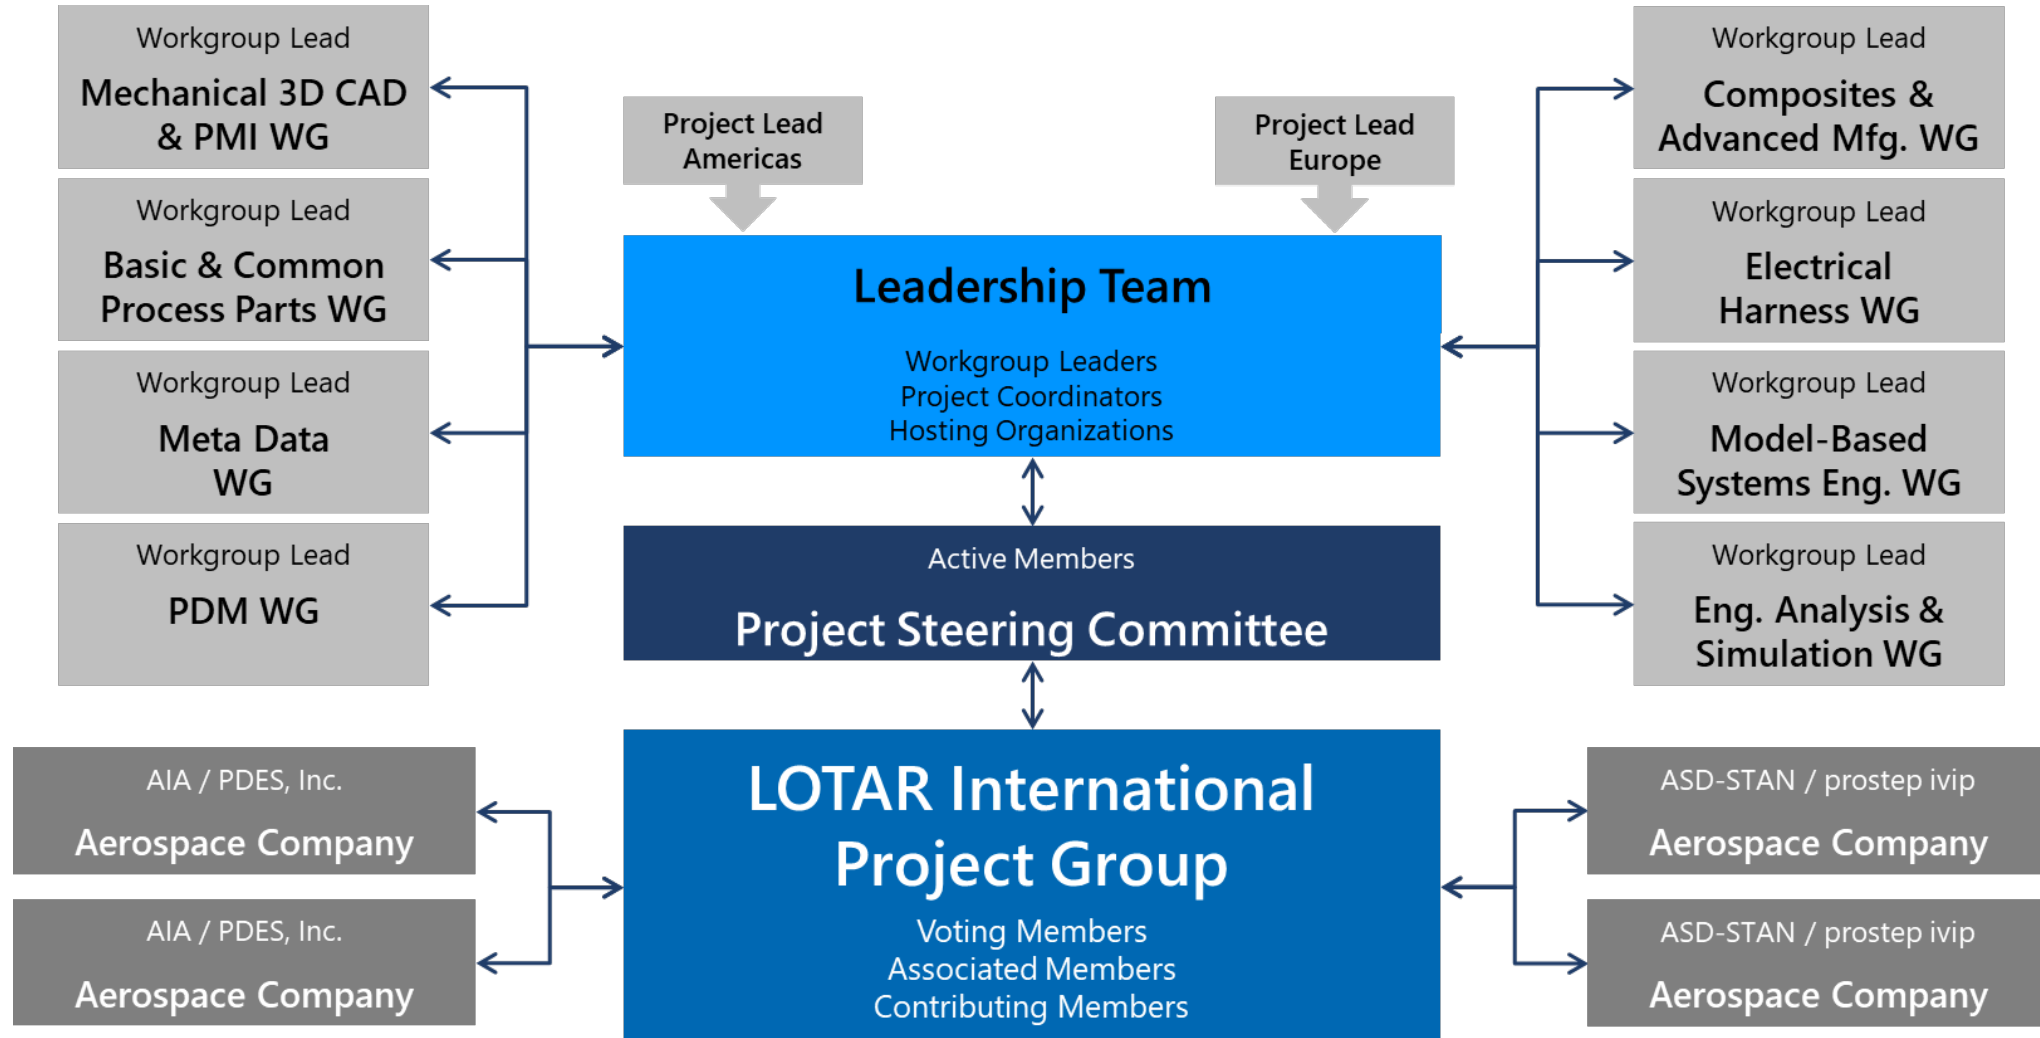 Workgroup Lead
Mechanical 3D CAD
& PMI WG
Workgroup Lead
Basic & Common
Process Parts WG
Workgroup Lead
Meta Data
WG
Workgroup Lead
PDM WG
Project Lead
Americas
Project Lead
Europe
Leadership Team
Workgroup Leaders
Project Coordinators
Hosting Organizations
Active Members
Project Steering Committee
Workgroup Lead
Composites &
Advanced Mfg. WG
Workgroup Lead
Electrical
Harness WG
Workgroup Lead
Model-Based
Systems Eng. WG
Workgroup Lead
Eng. Analysis &
Simulation WG
AIA / PDES, Inc.
Aerospace Company
AIA / PDES, Inc.
Aerospace Company
LOTAR International
Project Group
Voting Members
Associated Members
Contributing Members
ASD-STAN / prostep ivip
Aerospace Company
ASD-STAN / prostep ivip
Aerospace Company